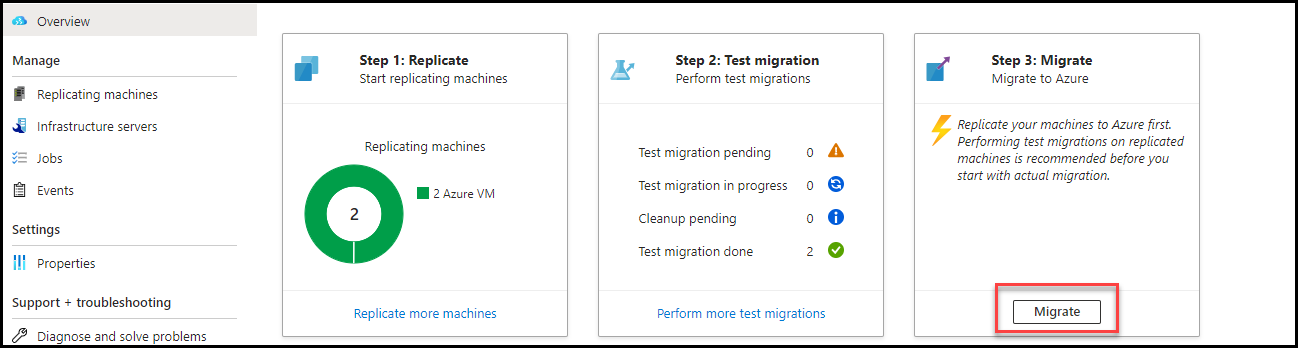 Overview
Manage
Replicating machines
Infrastructure servers
Jobs
Events
Settings
Properties
Support + troubleshooting
Diagnose and solve problems
Step 1: Replicate
Start replicating machines
Replicating machines
2
2 Azure VM
Replicate more machines
Step 2: Test migration
Perform test migrations
Test migration pending 0
Test migration in progress 0
Cleanup pending 0
Test migration done 2
Perform more test migrations
Step 3: Migrate
Migrate to Azure
Replicate your machines to Azure first.
Performing test migrations on replicated
machines is recommended before you
start with actual migration.
Migrate